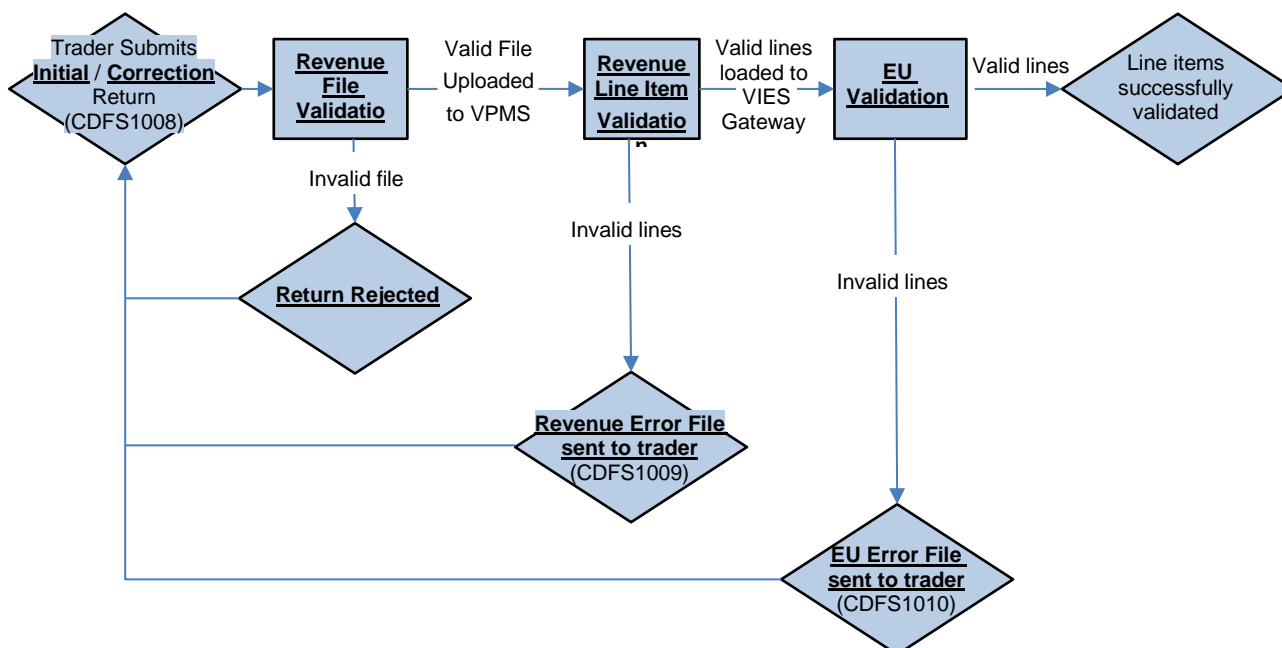 Trader Submits
Initial / Correction
Return
(CDFS1008)
Revenue
File
Validatio
Valid File
Uploaded
to VPMS
Revenue
Line Item
Validatio
n
Valid lines
loaded to
VIES
Gateway
EU
Validation
Valid lines
Line items
successfully
validated
Invalid file
Invalid lines
Invalid lines
Return Rejected
Revenue Error File
sent to trader
(CDFS1009)
EU Error File
sent to trader
(CDFS1010)